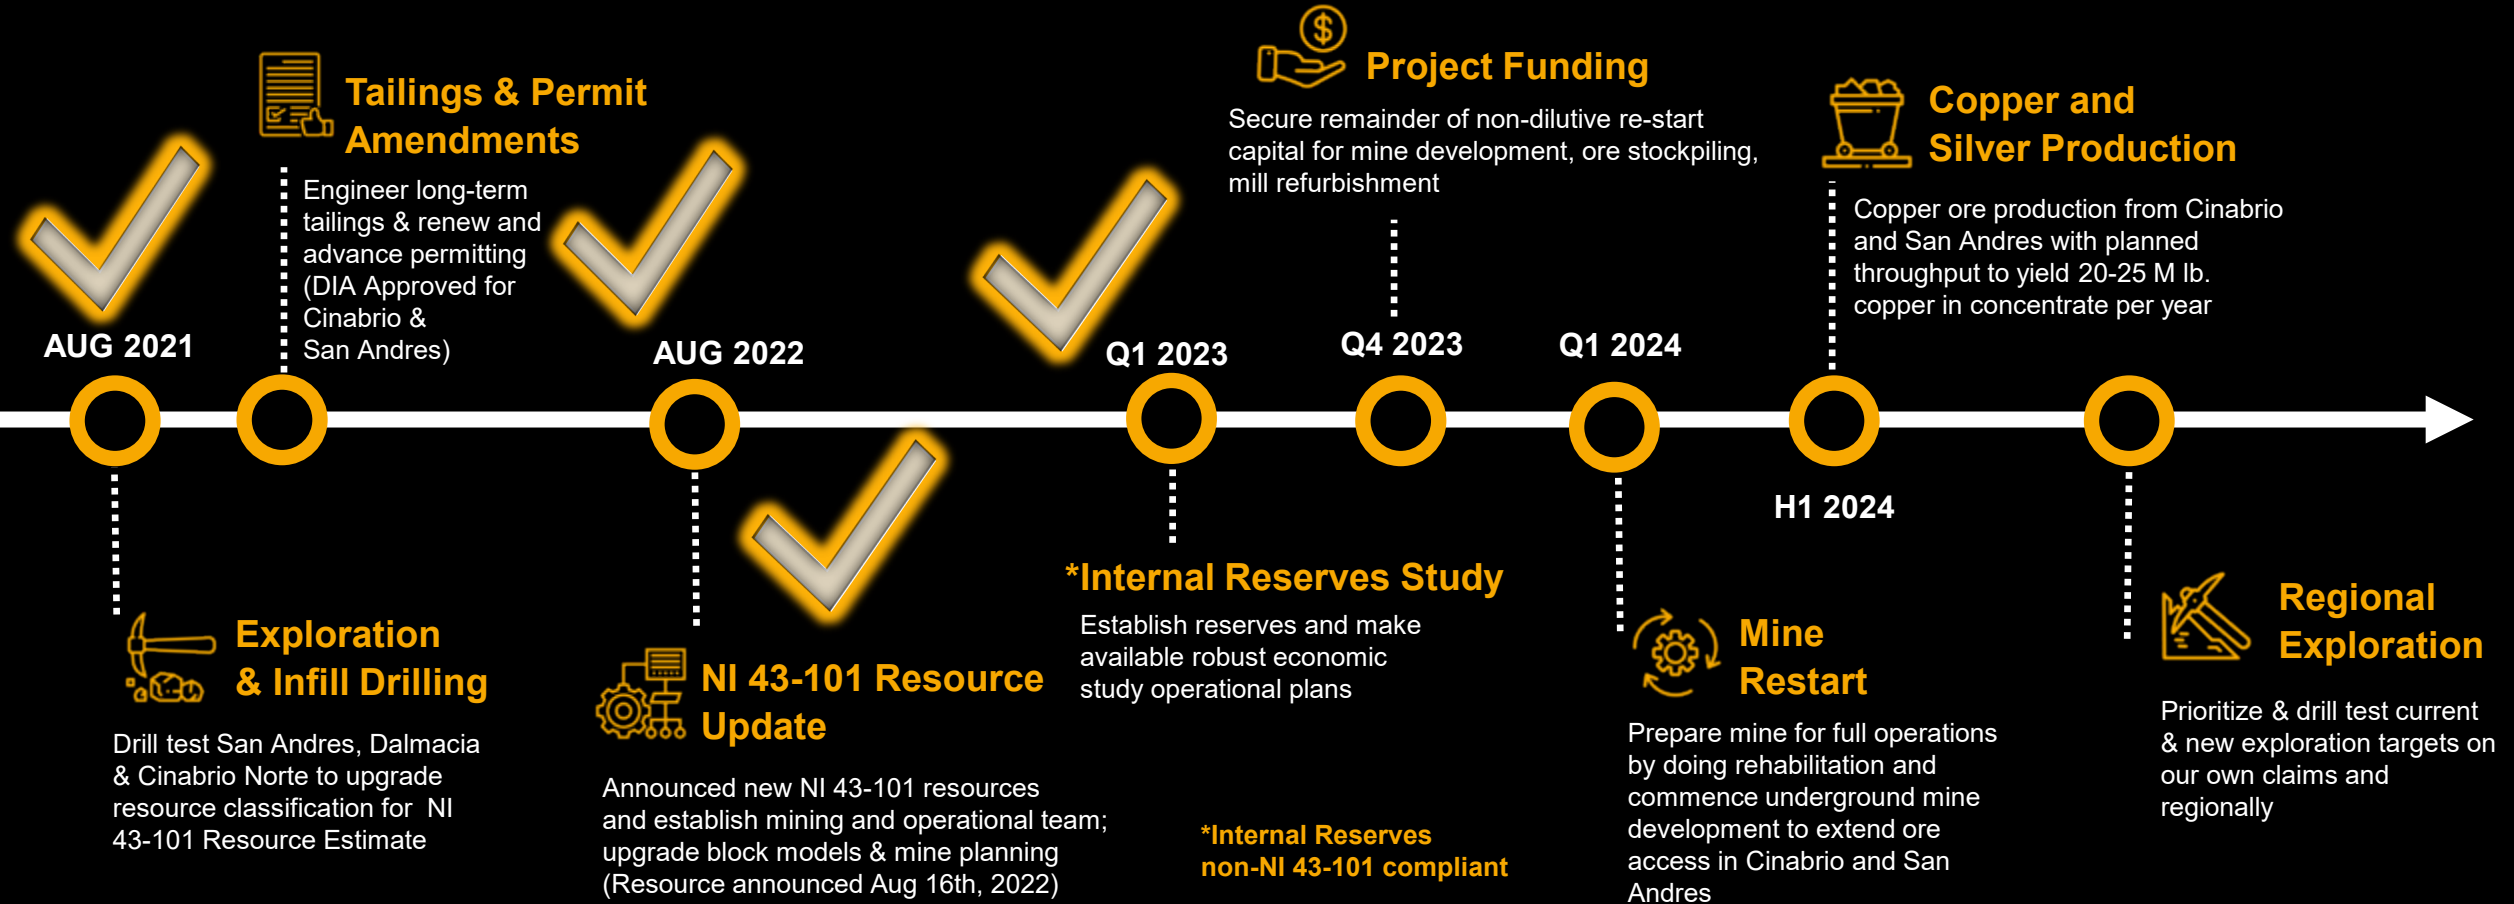 AUG 2021
Exploration
& Infill Drilling
Drill test San Andres, Dalmacia
& Cinabrio Norte to upgrade
resource classification for  NI
43-101 Resource Estimate
Tailings & Permit
Amendments
Engineer long-term
tailings & renew and
advance permitting
(DIA Approved for
Cinabrio &
San Andres)
AUG 2022
NI 43-101 Resource
Update
Announced new NI 43-101 resources
and establish mining and operational team;
upgrade block models & mine planning
(Resource announced Aug 16th, 2022)
Q1 2023
*Internal Reserves Study
Establish reserves and make
available robust economic
study operational plans
*Internal Reserves
non-NI 43-101 compliant
Project Funding
Secure remainder of non-dilutive re-start
capital for mine development, ore stockpiling,
mill refurbishment
Q4 2023
Q1 2024
Mine
Restart
Prepare mine for full operations
by doing rehabilitation and
commence underground mine
development to extend ore
access in Cinabrio and San
Andres
Copper and
Silver Production
Copper ore production from Cinabrio
and San Andres with planned
throughput to yield 20-25 M lb.
copper in concentrate per year
H1 2024
Regional
Exploration
Prioritize & drill test current
& new exploration targets on
our own claims and
regionally